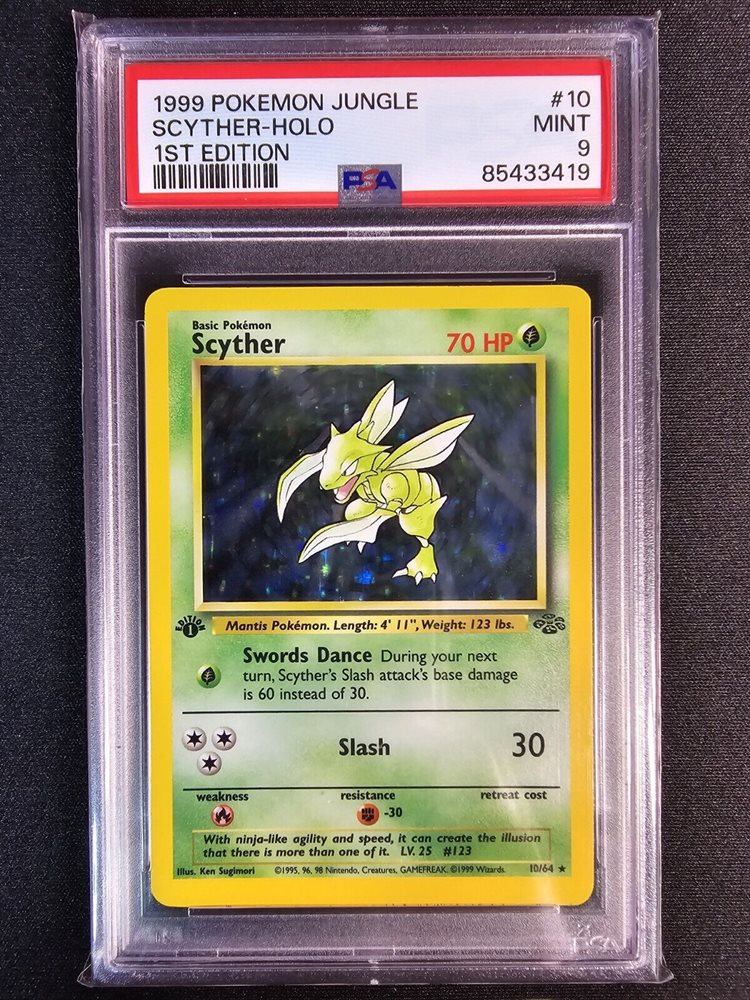 1999 POKEMON JUNGLE #10
SCYTHER-HOLO MINT
1ST EDITION 9
PSA 85433419
Basic Pokémon
Scyther 70 HP
EDITION 1
Mantis Pokémon. Length: 4' 11", Weight: 123 lbs.
Swords Dance During your next
turn, Scyther's Slash attack's base damage
is 60 instead of 30.
Slash 30
weakness resistance retreat cost
-30
With ninja-like agility and speed, it can create the illusion
that there is more than one of it. LV. 25 #123
Illus. Ken Sugimori ©1995, 96, 98 Nintendo, Creatures, GAMEFREAK. ©1999 Wizards. 10/64 ★